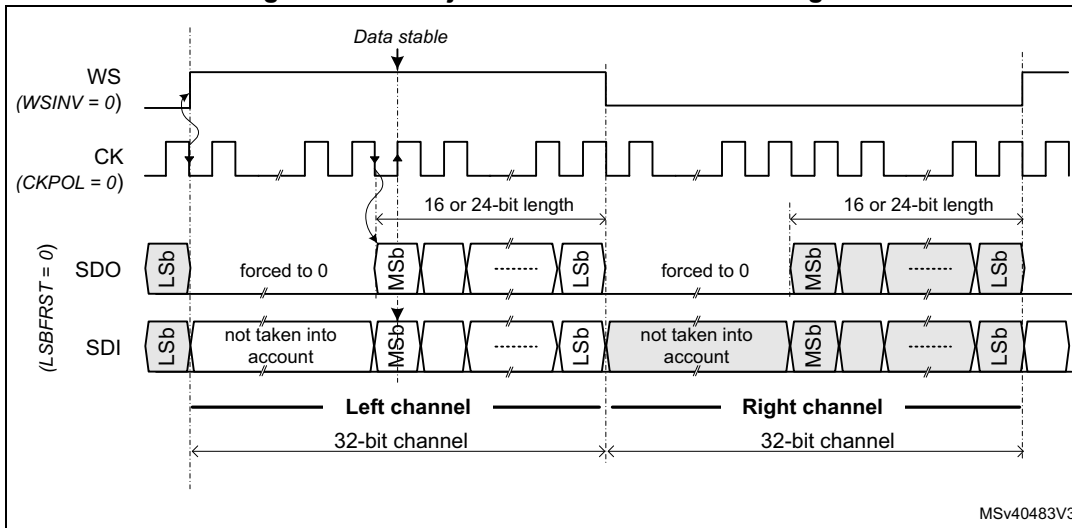 Data stable
WS
(WSINV = 0)
CK
(CKPOL = 0)
16 or 24-bit length
16 or 24-bit length
(LSBFRST = 0)
SDO
LSb
forced to 0
MSb
LSb
forced to 0
MSb
LSb
SDI
LSb
not taken into account
MSb
LSb
not taken into account
MSb
LSb
Left channel
Right channel
32-bit channel
32-bit channel
MSv40483V3